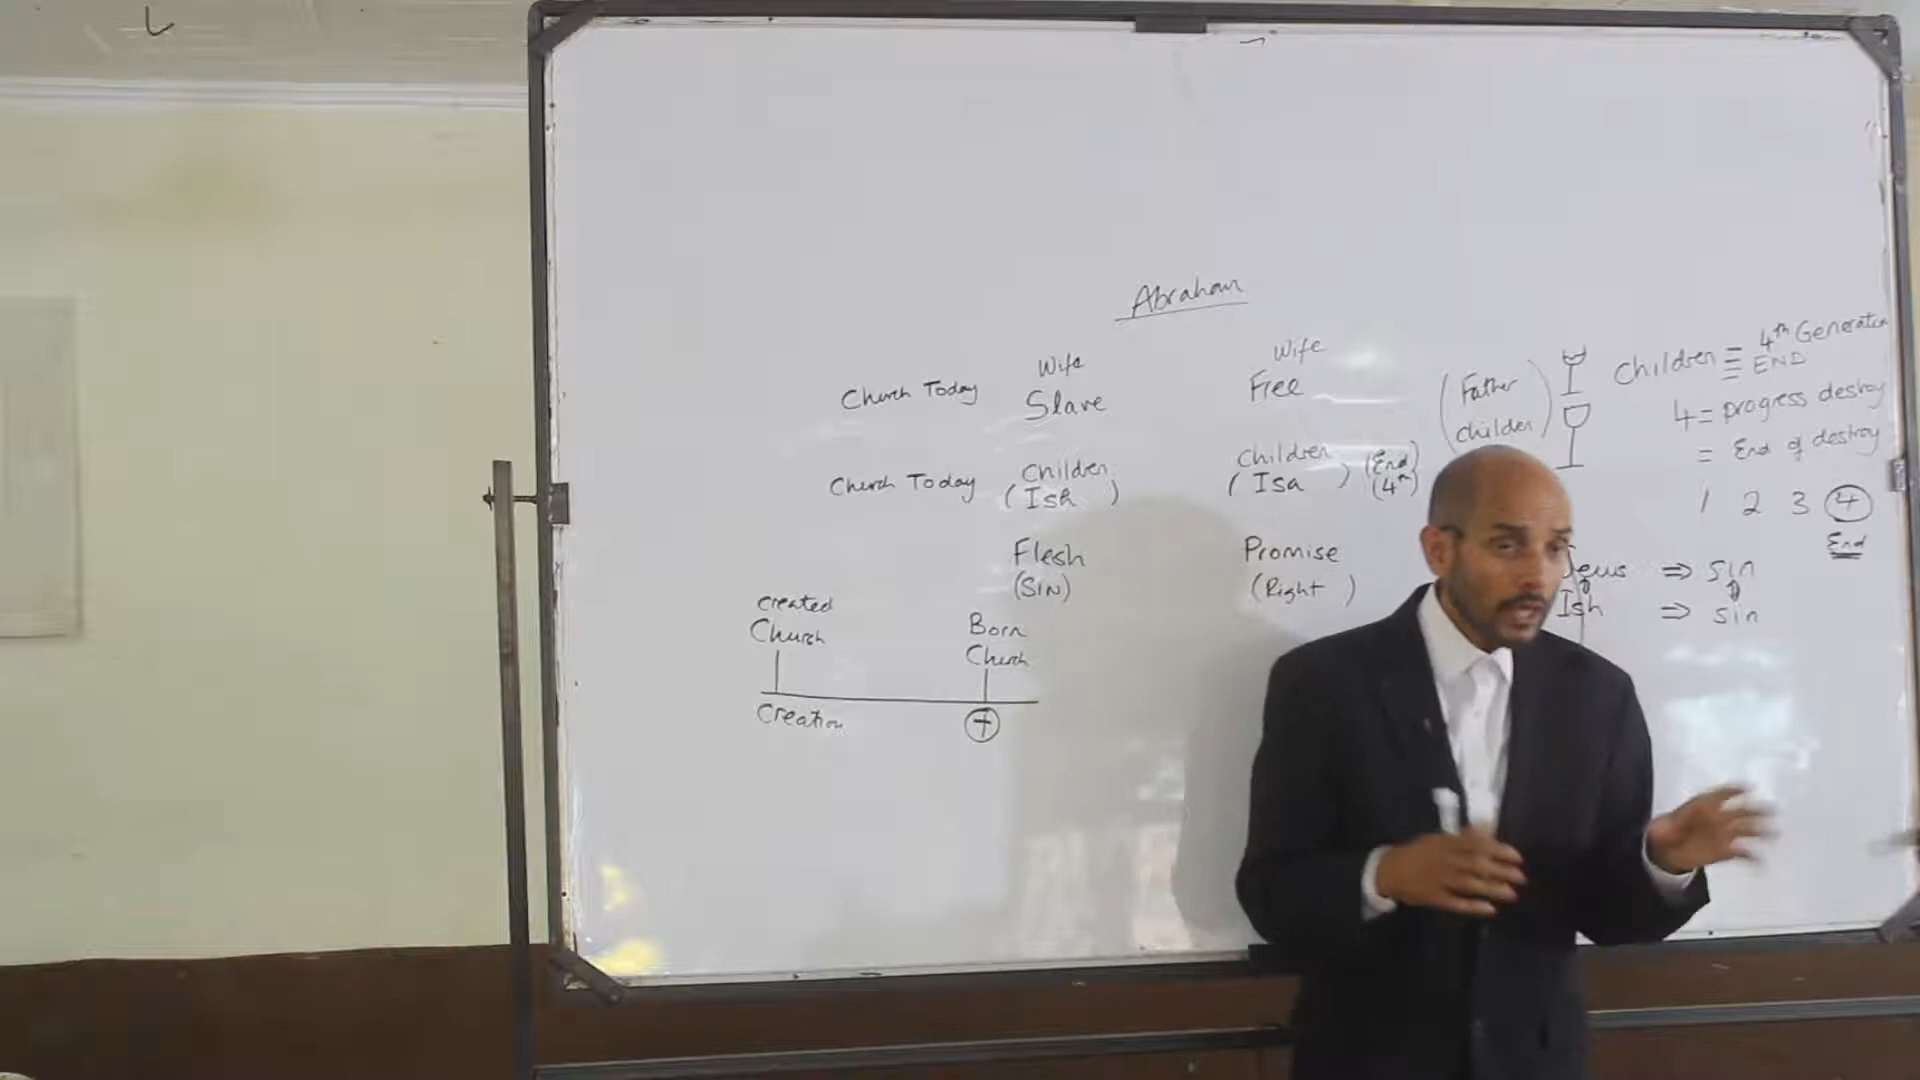 Abraham
Wife
Wife
Church Today
Slave
Free
Church Today
Children
(Ish )
Children
(Isa )
(End)
(4th)
Flesh
(SIN)
Promise
(Right )
created
Church
Born
Church
Creation
(Father
children)
Children = 4th Generation
= END
4 = progress destroy
= End of destroy
1 2 3 4
End
Jews ⇒ sin
Ish ⇒ sin